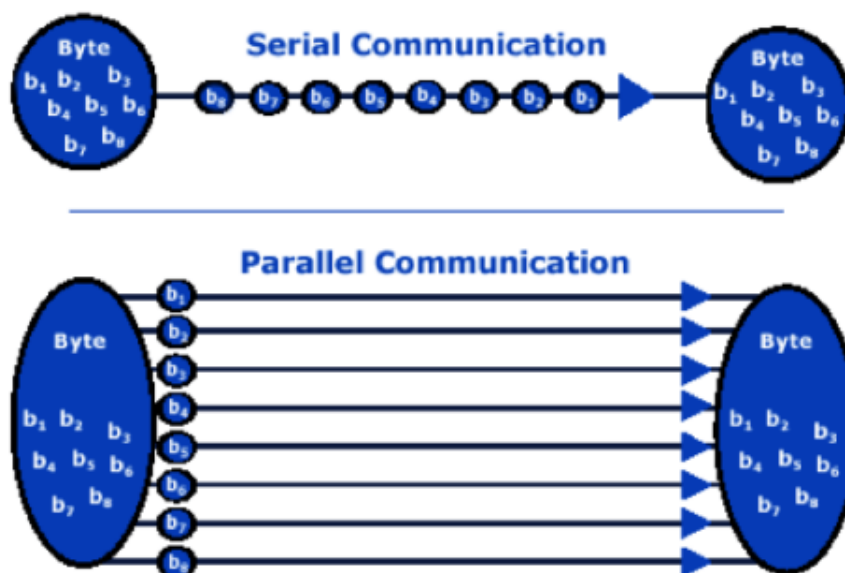 Serial Communication
Byte
b1 b2 b3
b4 b5 b6
b7 b8
b8 b7 b6 b5 b4 b3 b2 b1
Byte
b1 b2 b3
b4 b5 b6
b7 b8
Parallel Communication
Byte
b1 b2 b3
b4 b5 b6
b7 b8
b1
b2
b3
b4
b5
b6
b7
b8
Byte
b1 b2 b3
b4 b5 b6
b7 b8